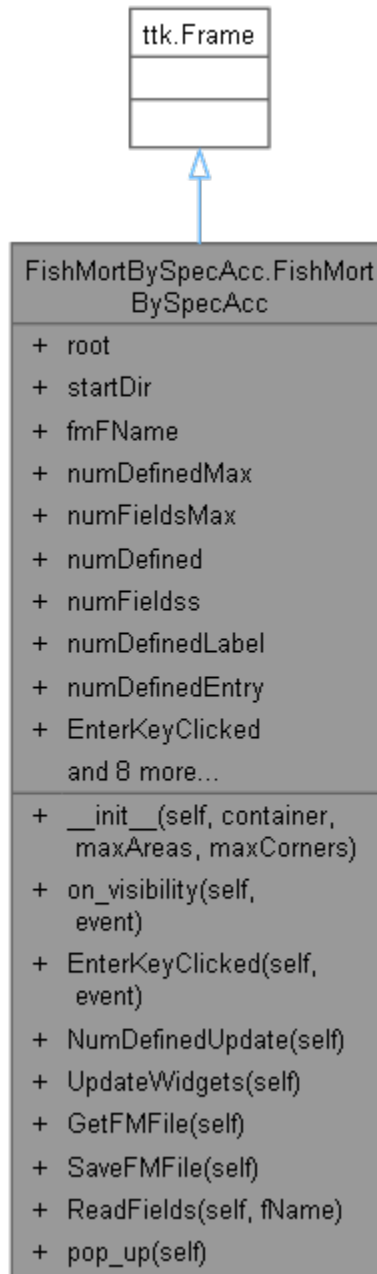 ttk.Frame
FishMortBySpecAcc.FishMort
BySpecAcc
+ root
+ startDir
+ fmFName
+ numDefinedMax
+ numFieldsMax
+ numDefined
+ numFieldss
+ numDefinedLabel
+ numDefinedEntry
+ EnterKeyClicked
and 8 more...
+ __init__(self, container,
maxAreas, maxCorners)
+ on_visibility(self,
event)
+ EnterKeyClicked(self,
event)
+ NumDefinedUpdate(self)
+ UpdateWidgets(self)
+ GetFMFile(self)
+ SaveFMFile(self)
+ ReadFields(self, fName)
+ pop_up(self)